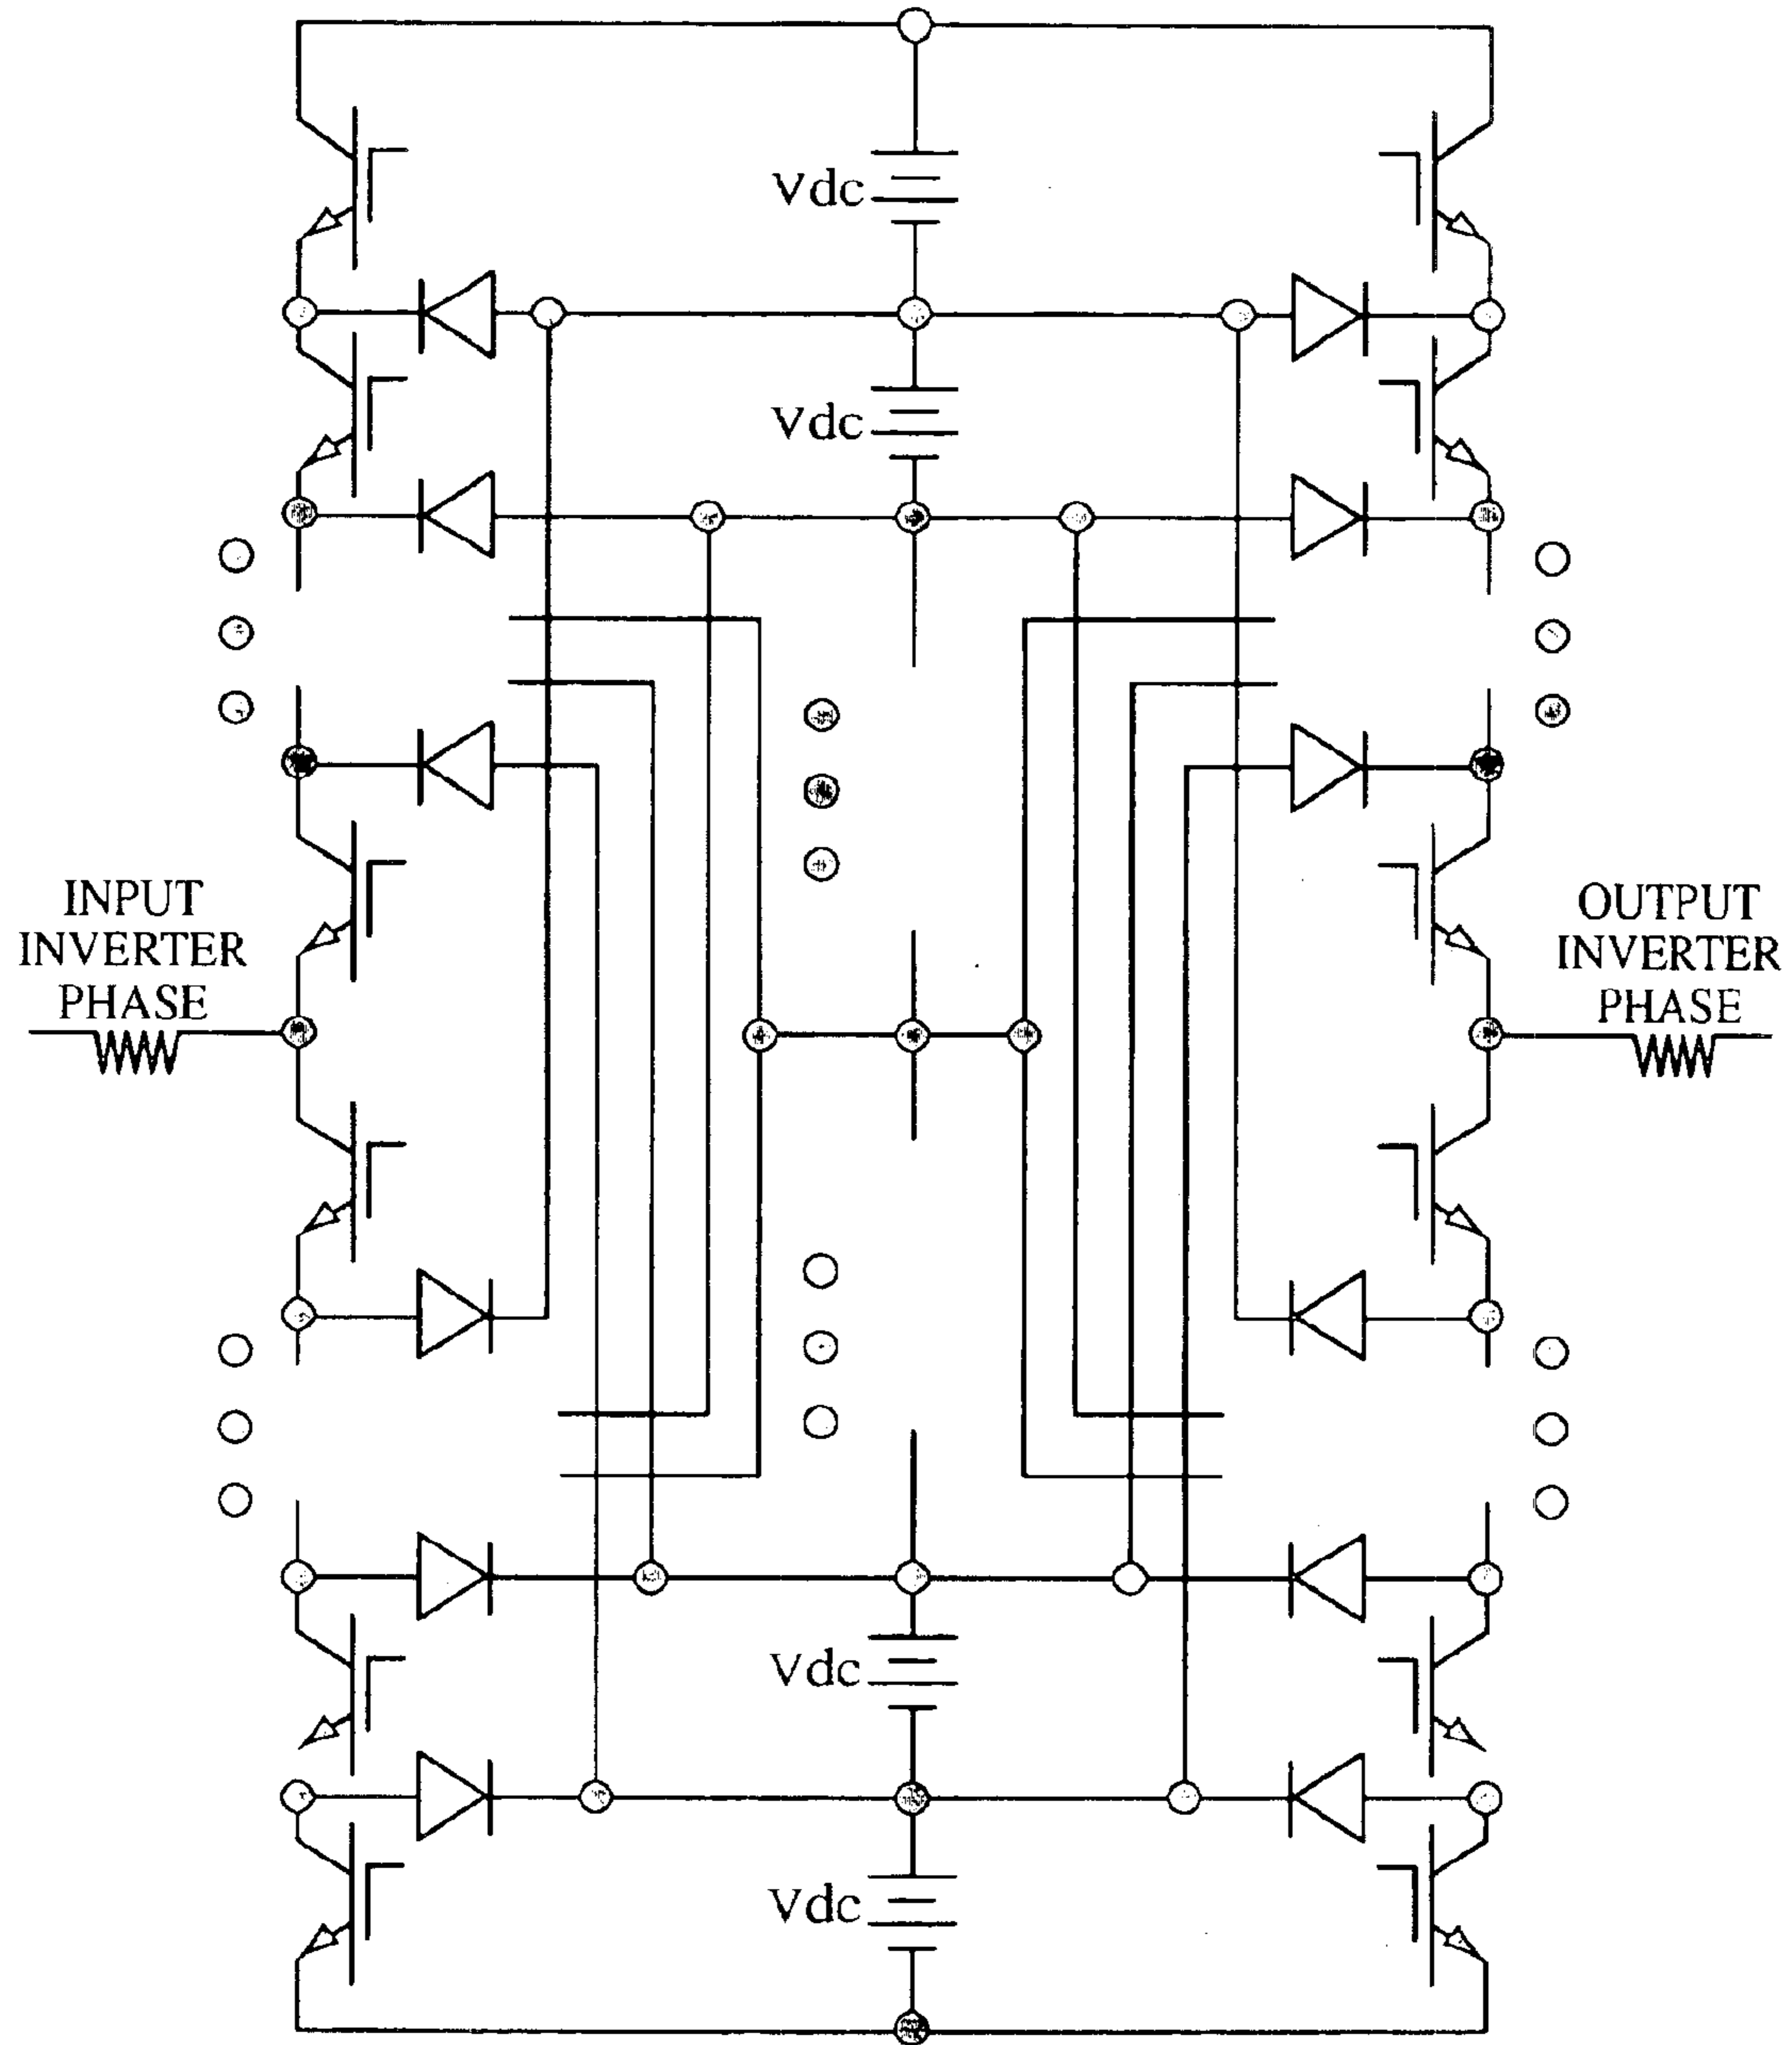 Vdc
Vdc
INPUT
INVERTER
PHASE
OUTPUT
INVERTER
PHASE
Vdc
Vdc